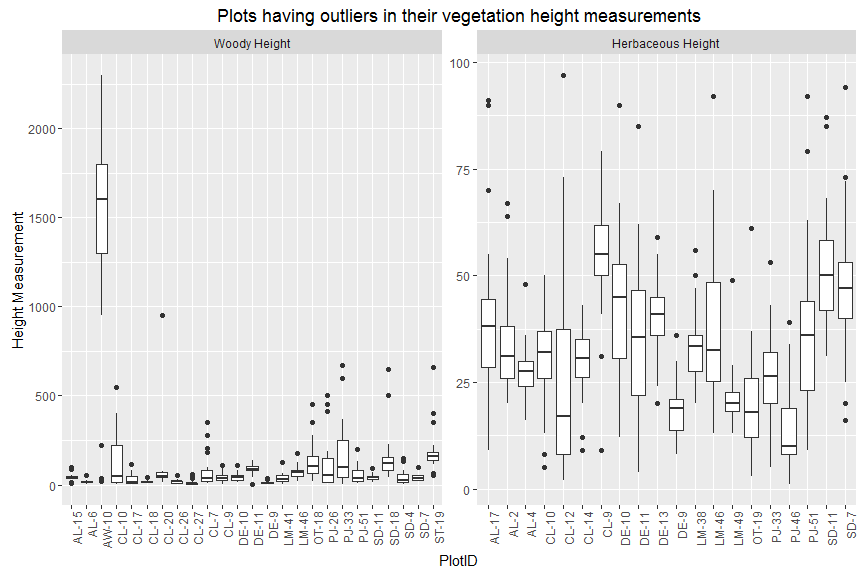 Plots having outliers in their vegetation height measurements
Woody Height
Herbaceous Height
Height Measurement
2000
1500
1000
500
0
100
75
50
25
0
AL-15
AL-6
AW-10
CL-10
CL-17
CL-18
CL-20
CL-26
CL-27
CL-7
CL-9
DE-10
DE-11
DE-9
LM-41
LM-46
OT-18
PJ-26
PJ-33
PJ-51
SD-11
SD-18
SD-4
SD-7
ST-19
AL-17
AL-2
AL-4
CL-10
CL-12
CL-14
CL-9
DE-10
DE-11
DE-13
DE-9
LM-38
LM-46
LM-49
OT-19
PJ-33
PJ-46
PJ-51
SD-11
SD-7
PlotID